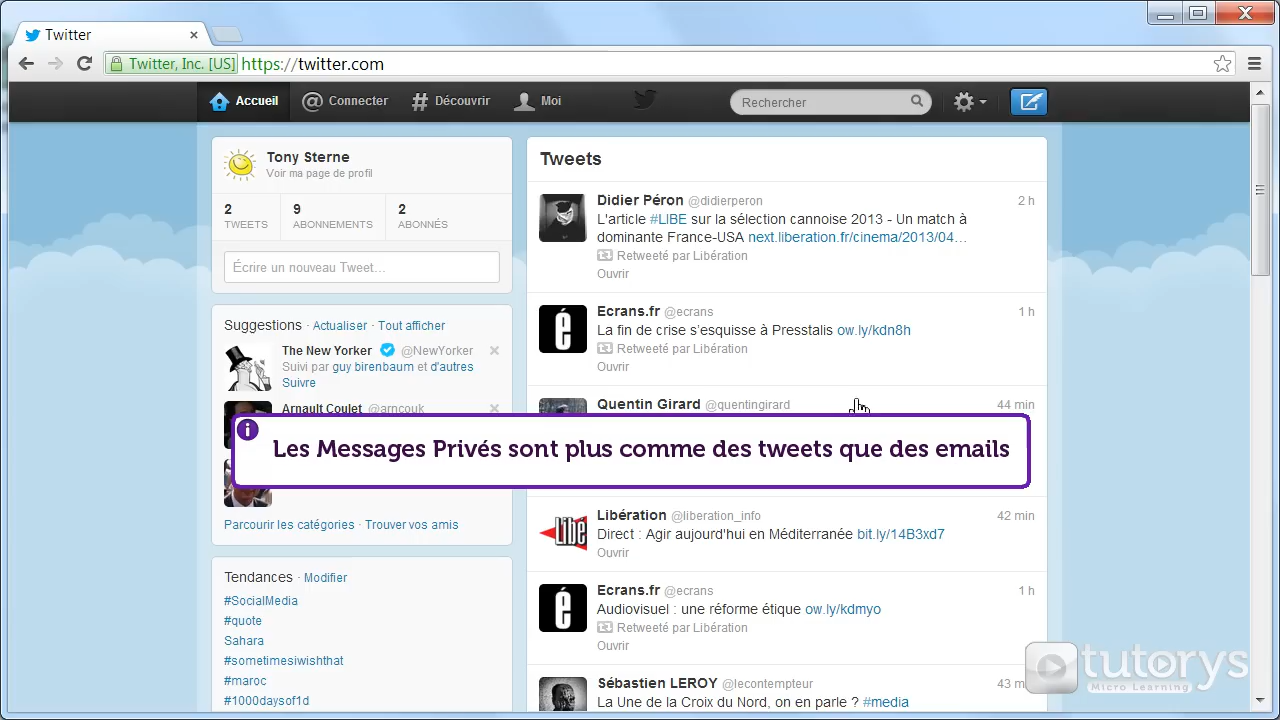 Twitter
Twitter, Inc. [US] https://twitter.com
Accueil Connecter Découvrir Moi Rechercher
Tony Sterne
Voir ma page de profil
2 9 2
TWEETS ABONNEMENTS ABONNÉS
Écrire un nouveau Tweet…
Suggestions · Actualiser · Tout afficher
The New Yorker @NewYorker
Suivi par guy birenbaum et d'autres
Suivre
Arnault Coulet @arncouk
Parcourir les catégories · Trouver vos amis
Tendances · Modifier
#SocialMedia
#quote
Sahara
#sometimesiwishthat
#maroc
#1000daysof1d
Tweets
Didier Péron @didierperon 2 h
L'article #LIBE sur la sélection cannoise 2013 - Un match à
dominante France-USA next.liberation.fr/cinema/2013/04…
Retweeté par Libération
Ouvrir
Ecrans.fr @ecrans 1 h
La fin de crise s'esquisse à Presstalis ow.ly/kdn8h
Retweeté par Libération
Ouvrir
Quentin Girard @quentingirard 44 min
Les Messages Privés sont plus comme des tweets que des emails
Libération @liberation_info 42 min
Direct : Agir aujourd'hui en Méditerranée bit.ly/14B3xd7
Ouvrir
Ecrans.fr @ecrans 1 h
Audiovisuel : une réforme étique ow.ly/kdmyo
Retweeté par Libération
Ouvrir
Sébastien LEROY @lecontempteur 43 m
La Une de la Croix du Nord, on en parle ? #media
Libé
tutorys
Micro Learning